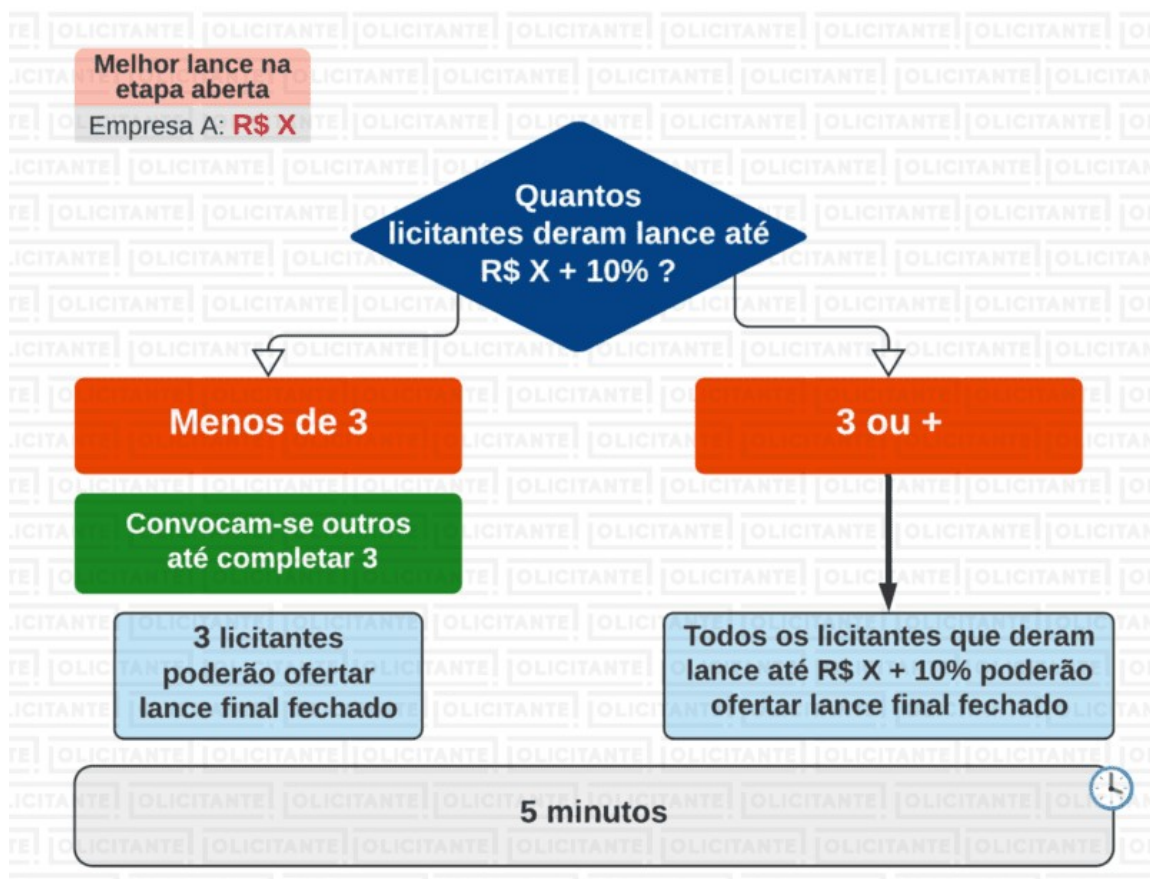 Melhor lance na
etapa aberta
Empresa A: R$ X
Quantos
licitantes deram lance até
R$ X + 10% ?
Menos de 3
3 ou +
Convocam-se outros
até completar 3
3 licitantes
poderão ofertar
lance final fechado
Todos os licitantes que deram
lance até R$ X + 10% poderão
ofertar lance final fechado
5 minutos
OLICITANTE